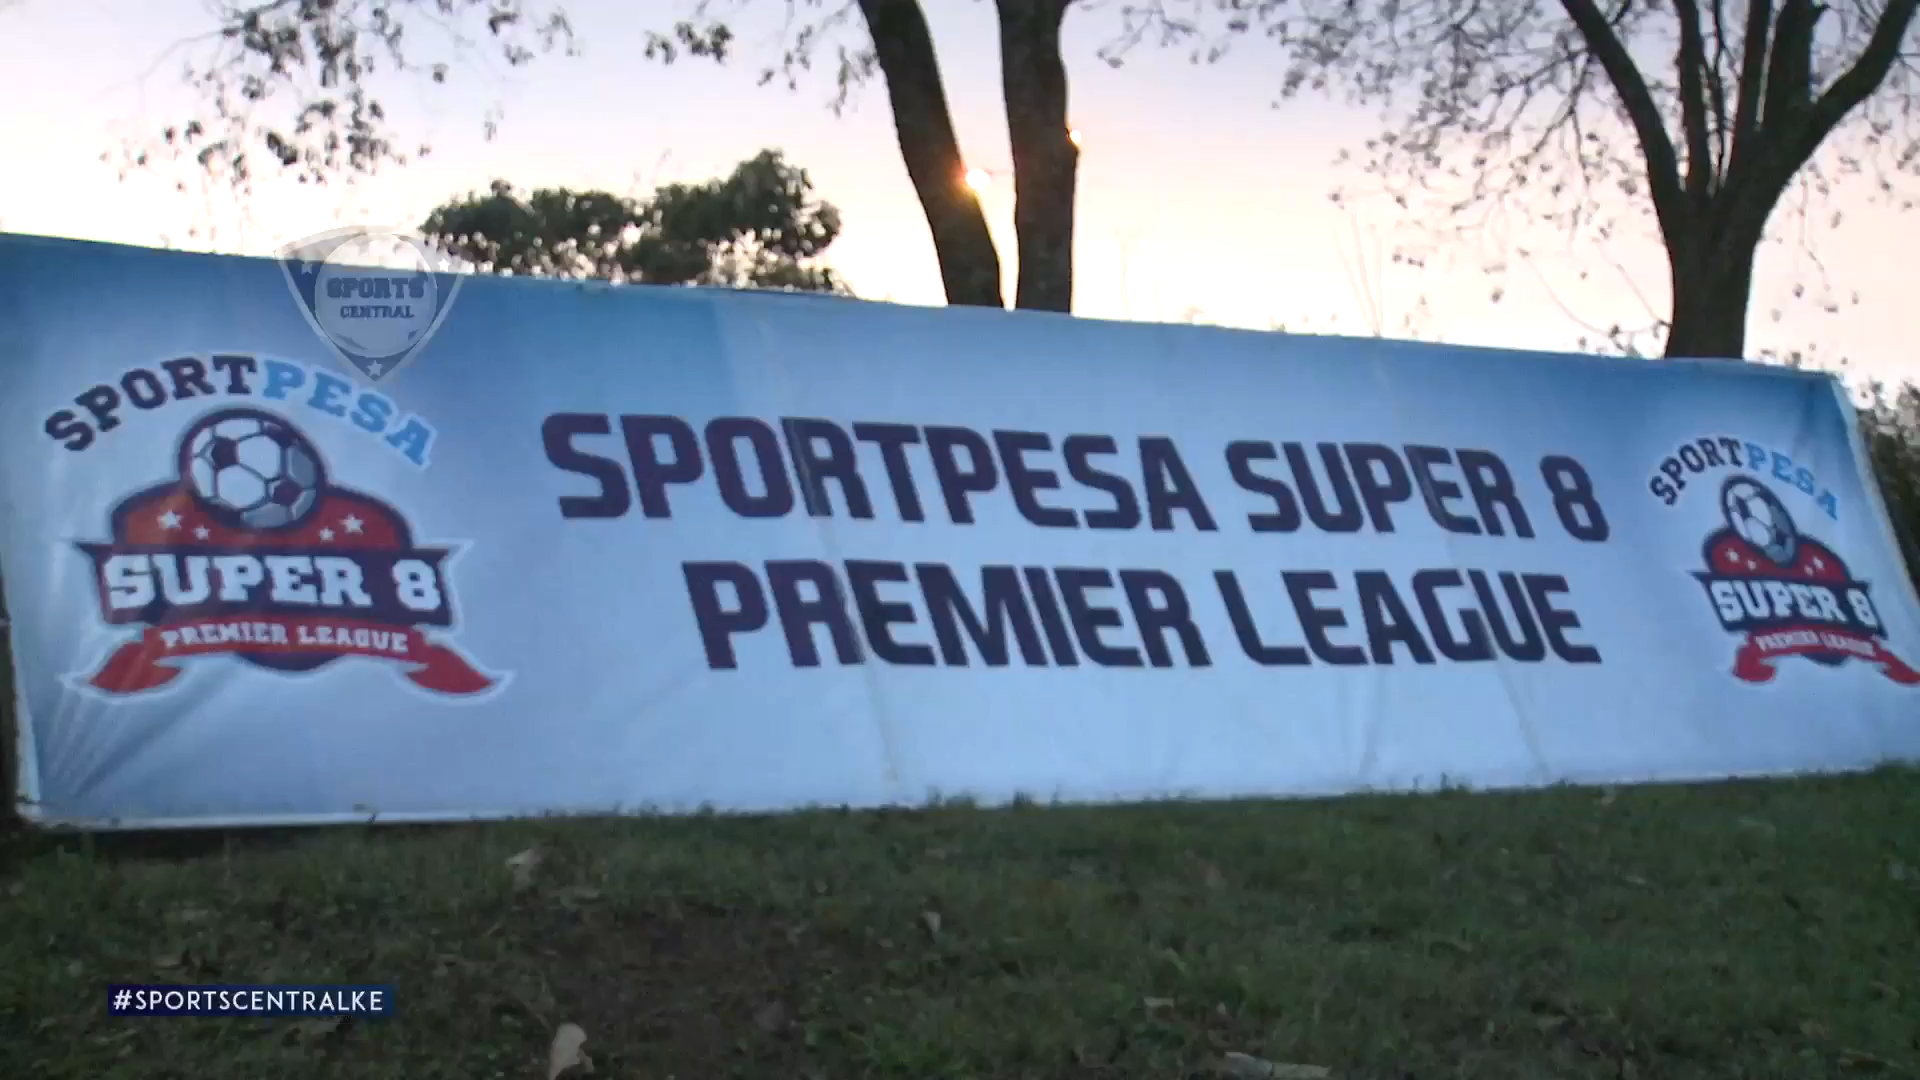 SPORTS
CENTRAL
SPORTPESA
SUPER 8
PREMIER LEAGUE
SPORTPESA SUPER 8
PREMIER LEAGUE
SPORTPESA
SUPER 8
PREMIER LEAGUE
#SPORTSCENTRALKE